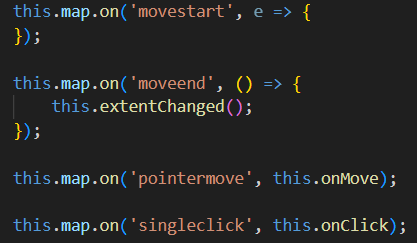 this.map.on('movestart', e => {
});
this.map.on('moveend', () => {
    this.extentChanged();
});
this.map.on('pointermove', this.onMove);
this.map.on('singleclick', this.onClick);